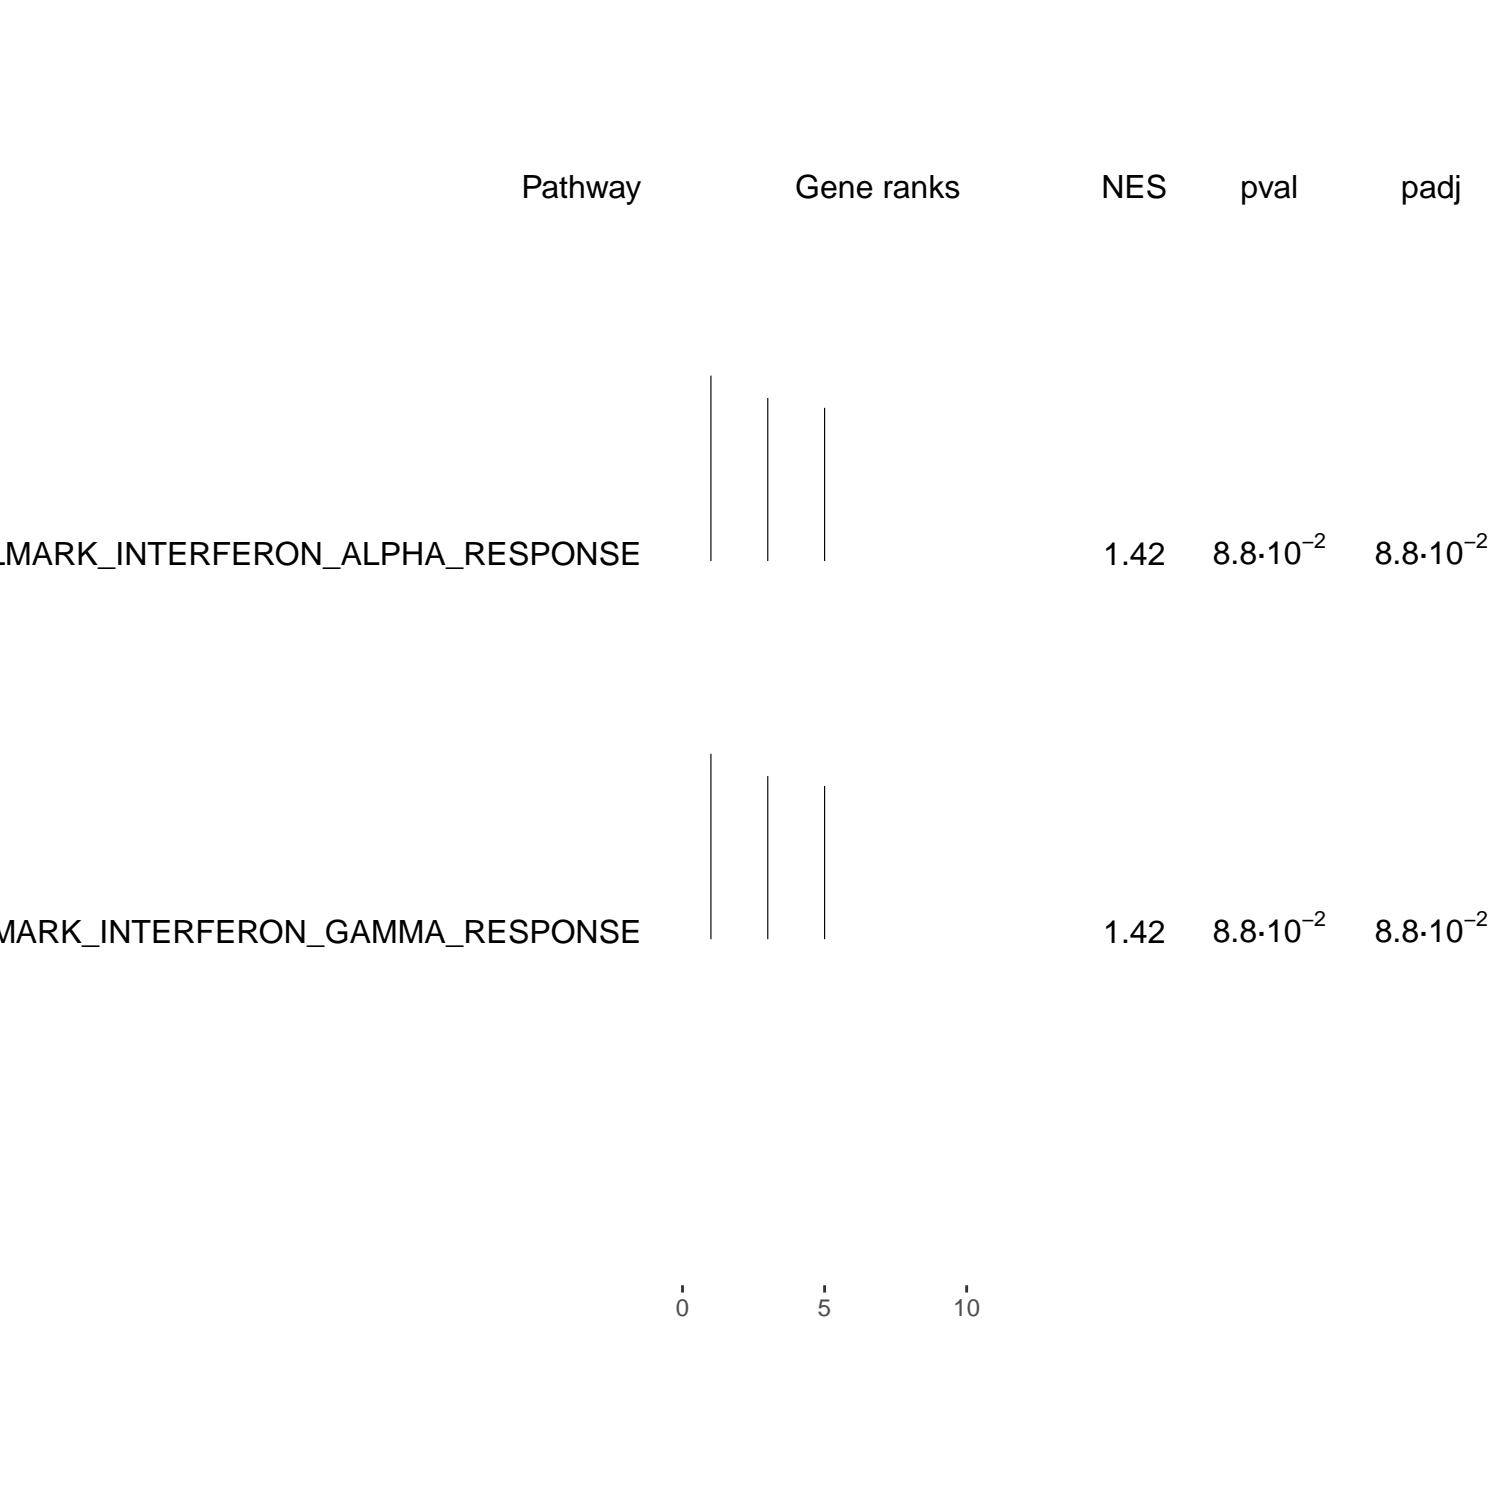 Pathway Gene ranks NES pval padj
LMARK_INTERFERON_ALPHA_RESPONSE 1.42 8.8·10⁻² 8.8·10⁻²
MARK_INTERFERON_GAMMA_RESPONSE 1.42 8.8·10⁻² 8.8·10⁻²
0 5 10